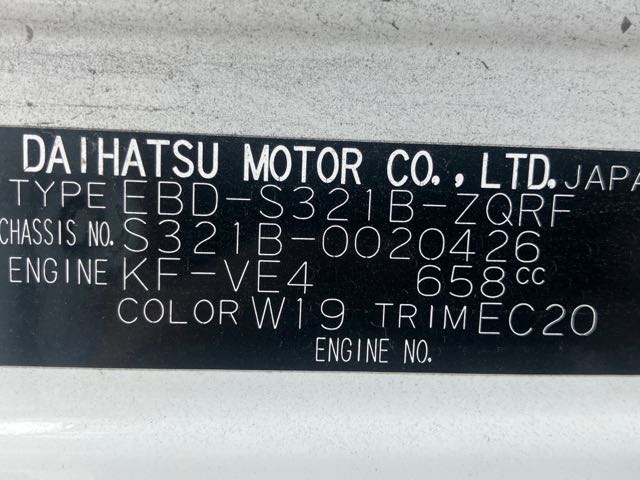 DAIHATSU MOTOR CO., LTD. JAPA
TYPE EBD-S321B-ZQRF
CHASSIS NO. S321B-0020426
ENGINE KF-VE4 658cc
COLOR W19 TRIM EC20
ENGINE NO.